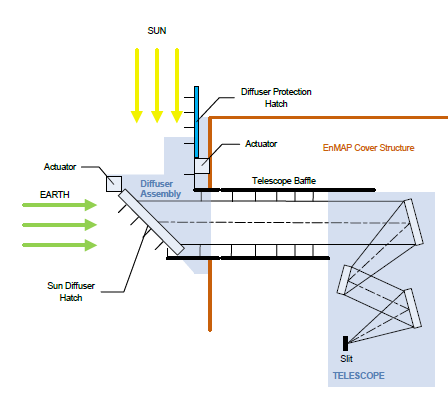 SUN
Diffuser Protection
Hatch
Actuator
EnMAP Cover Structure
Actuator
Diffuser
Assembly
Telescope Baffle
EARTH
Sun Diffuser
Hatch
Slit
TELESCOPE